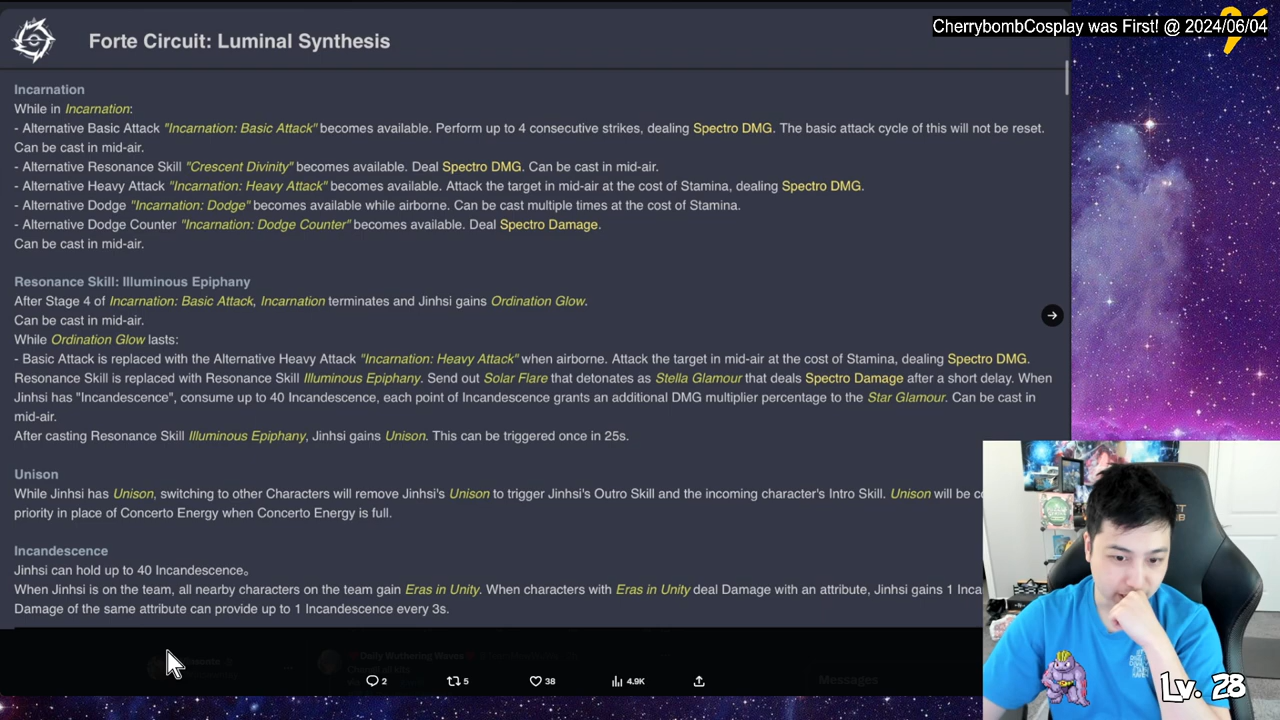 CherrybombCosplay was First! @ 2024/06/04
Forte Circuit: Luminal Synthesis
Incarnation
While in Incarnation:
- Alternative Basic Attack "Incarnation: Basic Attack" becomes available. Perform up to 4 consecutive strikes, dealing Spectro DMG. The basic attack cycle of this will not be reset.
Can be cast in mid-air.
- Alternative Resonance Skill "Crescent Divinity" becomes available. Deal Spectro DMG. Can be cast in mid-air.
- Alternative Heavy Attack "Incarnation: Heavy Attack" becomes available. Attack the target in mid-air at the cost of Stamina, dealing Spectro DMG.
- Alternative Dodge "Incarnation: Dodge" becomes available while airborne. Can be cast multiple times at the cost of Stamina.
- Alternative Dodge Counter "Incarnation: Dodge Counter" becomes available. Deal Spectro Damage.
Can be cast in mid-air.
Resonance Skill: Illuminous Epiphany
After Stage 4 of Incarnation: Basic Attack, Incarnation terminates and Jinhsi gains Ordination Glow.
Can be cast in mid-air.
While Ordination Glow lasts:
- Basic Attack is replaced with the Alternative Heavy Attack "Incarnation: Heavy Attack" when airborne. Attack the target in mid-air at the cost of Stamina, dealing Spectro DMG.
Resonance Skill is replaced with Resonance Skill Illuminous Epiphany. Send out Solar Flare that detonates as Stella Glamour that deals Spectro Damage after a short delay. When
Jinhsi has "Incandescence", consume up to 40 Incandescence, each point of Incandescence grants an additional DMG multiplier percentage to the Star Glamour. Can be cast in
mid-air.
After casting Resonance Skill Illuminous Epiphany, Jinhsi gains Unison. This can be triggered once in 25s.
Unison
While Jinhsi has Unison, switching to other Characters will remove Jinhsi's Unison to trigger Jinhsi's Outro Skill and the incoming character's Intro Skill. Unison will be
priority in place of Concerto Energy when Concerto Energy is full.
Incandescence
Jinhsi can hold up to 40 Incandescence。
When Jinhsi is on the team, all nearby characters on the team gain Eras in Unity. When characters with Eras in Unity deal Damage with an attribute, Jinhsi gains 1
Damage of the same attribute can provide up to 1 Incandescence every 3s.
Daily Wuthering Waves
2 5 38 4.9K
Messages
Lv. 28